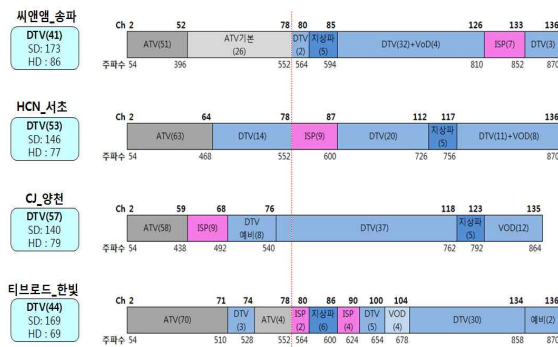 씨앤앰_송파
DTV(41)
SD: 173
HD : 86
Ch 2 52 78 80 85 126 133 136
ATV(51) ATV기본 (26) DTV (2) 지상파 (5) DTV(32)+VoD(4) ISP(7) DTV(3)
주파수 54 396 552 564 594 810 852 870
HCN_서초
DTV(53)
SD: 146
HD : 77
Ch 2 64 78 87 112 117 136
ATV(63) DTV(14) ISP(9) DTV(20) 지상파 (5) DTV(11)+VOD(8)
주파수 54 468 552 600 726 756 870
CJ_양천
DTV(57)
SD: 140
HD : 79
Ch 2 59 68 76 118 123 135
ATV(58) ISP(9) DTV 예비(8) DTV(37) 지상파 (5) VOD(12)
주파수 54 438 492 540 762 792 864
티브로드_한빛
DTV(44)
SD: 169
HD : 69
Ch 2 71 74 78 80 86 90 100 104 134 136
ATV(70) DTV (3) ATV(4) ISP (2) 지상파 (6) ISP (4) DTV (5) VOD (4) DTV(30) 예비(2)
주파수 54 510 528 552 564 600 624 654 678 858 870